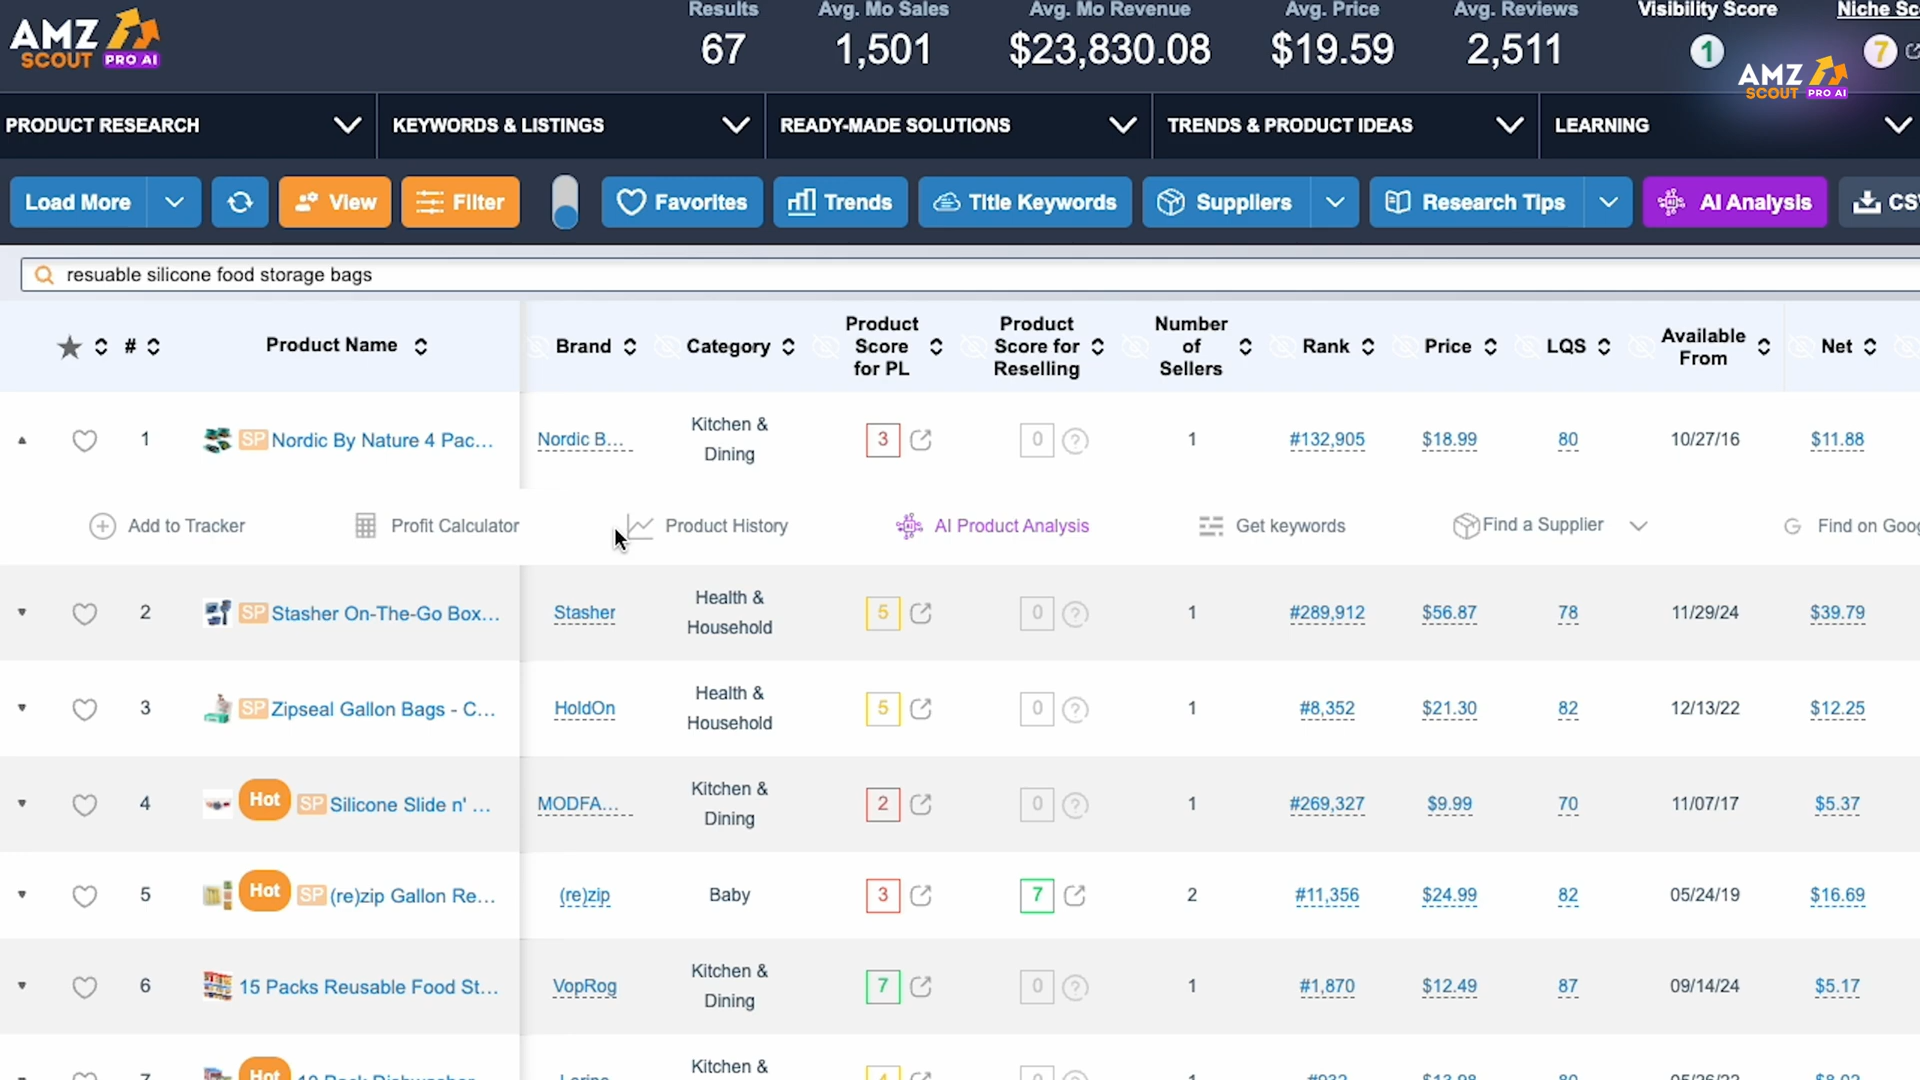 AMZ
SCOUT PRO AI
Results
67
Avg. Mo Sales
1,501
Avg. Mo Revenue
$23,830.08
Avg. Price
$19.59
Avg. Reviews
2,511
Visibility Score
1
Niche Sc
7
AMZ
SCOUT PRO AI
PRODUCT RESEARCH
KEYWORDS & LISTINGS
READY-MADE SOLUTIONS
TRENDS & PRODUCT IDEAS
LEARNING
Load More
View
Filter
Favorites
Trends
Title Keywords
Suppliers
Research Tips
AI Analysis
CSV
resuable silicone food storage bags
#
Product Name
Brand
Category
Product
Score
for PL
Product
Score for
Reselling
Number
of
Sellers
Rank
Price
LQS
Available
From
Net
1
SP Nordic By Nature 4 Pac...
Nordic B...
Kitchen &
Dining
3
0 ?
1
#132,905
$18.99
80
10/27/16
$11.88
Add to Tracker
Profit Calculator
Product History
AI Product Analysis
Get keywords
Find a Supplier
G Find on Goog
2
SP Stasher On-The-Go Box...
Stasher
Health &
Household
5
0 ?
1
#289,912
$56.87
78
11/29/24
$39.79
3
SP Zipseal Gallon Bags - C...
HoldOn
Health &
Household
5
0 ?
1
#8,352
$21.30
82
12/13/22
$12.25
4
Hot SP Silicone Slide n' ...
MODFA...
Kitchen &
Dining
2
0 ?
1
#269,327
$9.99
70
11/07/17
$5.37
5
Hot SP (re)zip Gallon Re...
(re)zip
Baby
3
7
2
#11,356
$24.99
82
05/24/19
$16.69
6
15 Packs Reusable Food St...
VopRog
Kitchen &
Dining
7
0 ?
1
#1,870
$12.49
87
09/14/24
$5.17
Hot
Kitchen &